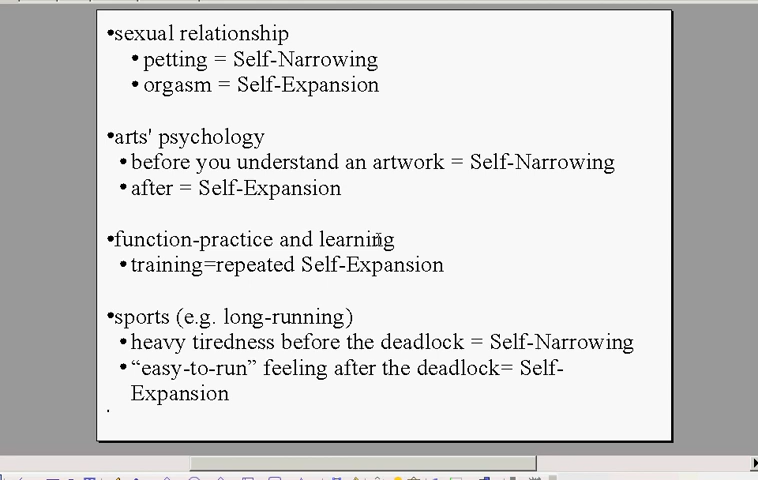 •sexual relationship
•petting = Self-Narrowing
•orgasm = Self-Expansion
•arts' psychology
•before you understand an artwork = Self-Narrowing
•after = Self-Expansion
•function-practice and learning
•training=repeated Self-Expansion
•sports (e.g. long-running)
•heavy tiredness before the deadlock = Self-Narrowing
•“easy-to-run” feeling after the deadlock= Self-
Expansion